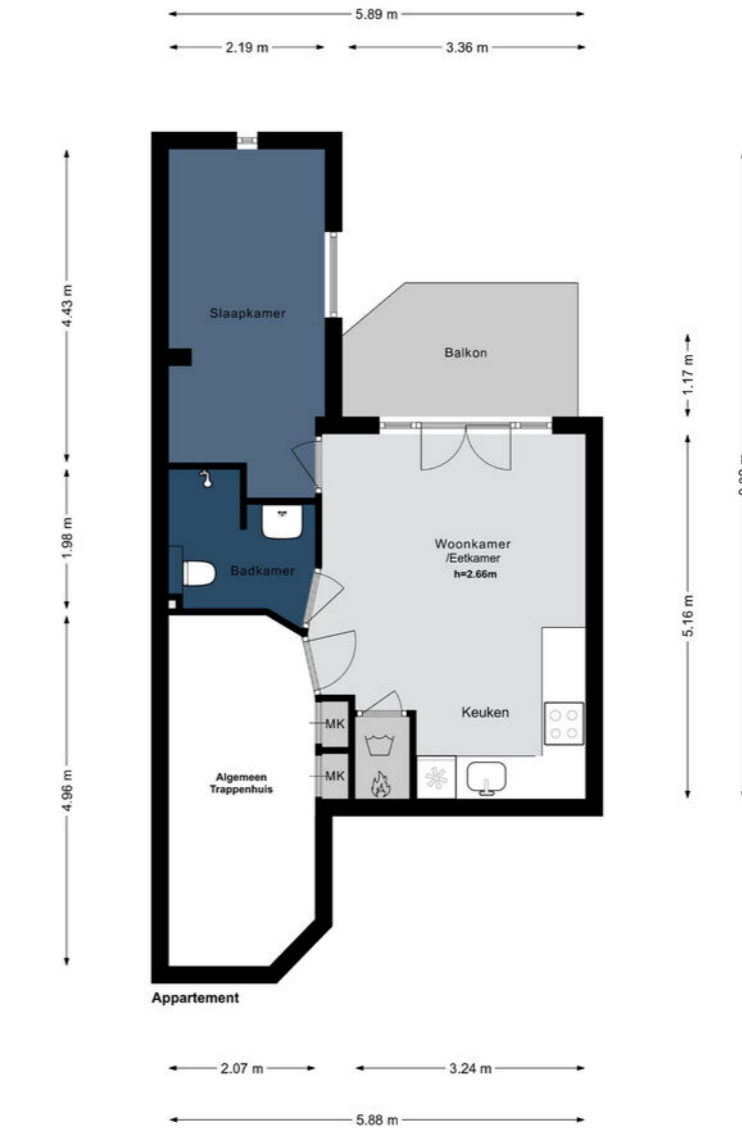 5.89 m
2.19 m
3.36 m
4.43 m
Slaapkamer
Balkon
1.17 m
1.98 m
Badkamer
Woonkamer
/Eetkamer
h=2.66m
5.16 m
Keuken
MK
MK
Algemeen
Trappenhuis
4.96 m
Appartement
2.07 m
3.24 m
5.88 m